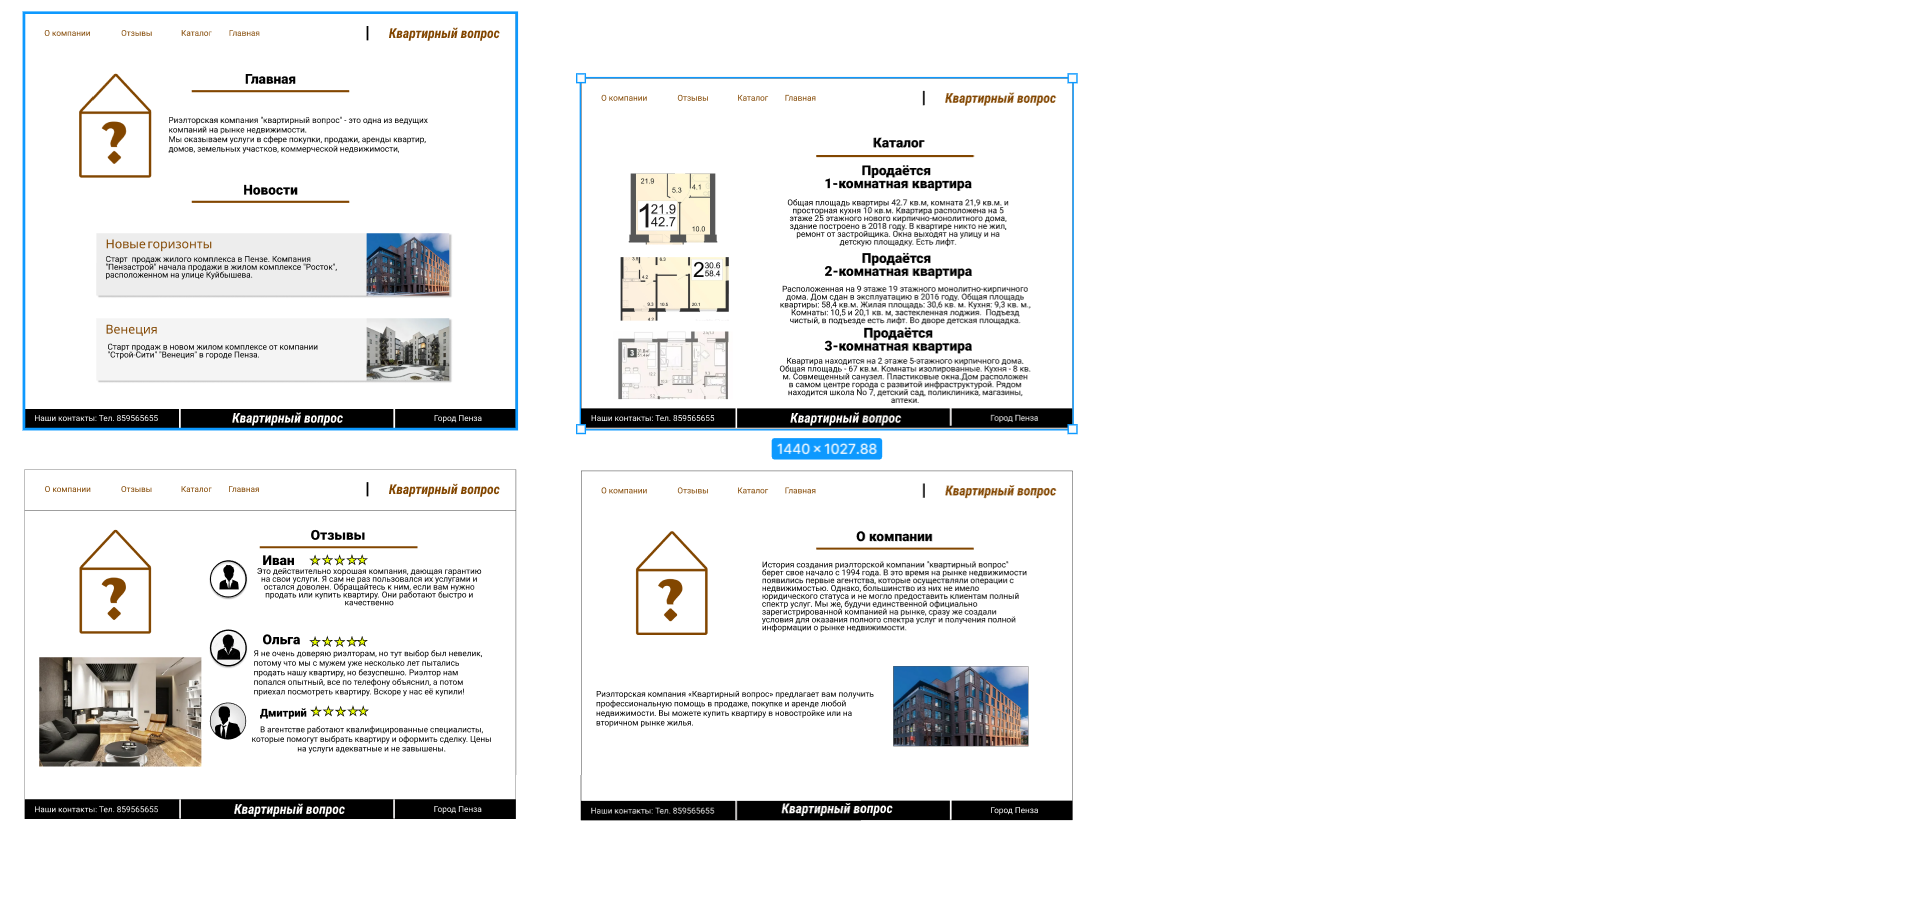 О компании Отзывы Каталог Главная Квартирный вопрос
Главная
?
Риэлторская компания "квартирный вопрос" - это одна из ведущих
компаний на рынке недвижимости.
Мы оказываем услуги в сфере покупки, продажи, аренды квартир,
домов, земельных участков, коммерческой недвижимости,
Новости
Новые горизонты
Старт продаж жилого комплекса в Пензе. Компания
"Пензастрой" начала продажи в жилом комплексе "Росток",
расположенном на улице Куйбышева.
Венеция
Старт продаж в новом жилом комплексе от компании
"Строй-Сити" "Венеция" в городе Пенза.
Наши контакты: Тел. 859565655 Квартирный вопрос Город Пенза
О компании Отзывы Каталог Главная Квартирный вопрос
Каталог
Продаётся
1-комнатная квартира
Общая площадь квартиры 42.7 кв.м, комната 21,9 кв.м. и
просторная кухня 10 кв.м. Квартира расположена на 5
этаже 25 этажного нового кирпично-монолитного дома,
здание построено в 2018 году. В квартире никто не жил,
ремонт от застройщика. Окна выходят на улицу и на
детскую площадку. Есть лифт.
21.9
5.3
4.1
1 21.9
42.7
10.0
Продаётся
2-комнатная квартира
Расположенная на 9 этаже 19 этажного монолитно-кирпичного
дома. Дом сдан в эксплуатацию в 2016 году. Общая площадь
квартиры: 58,4 кв.м. Жилая площадь: 30,6 кв. м. Кухня: 9,3 кв. м.,
Комнаты: 10,5 и 20,1 кв. м, застекленная лоджия. Подъезд
чистый, в подъезде есть лифт. Во дворе детская площадка.
2 30.6
58.4
4.2
9.3
10.5
20.1
4.2
Продаётся
3-комнатная квартира
Квартира находится на 2 этаже 5-этажного кирпичного дома.
Общая площадь - 67 кв.м. Комнаты изолированные. Кухня - 8 кв.
м. Совмещенный санузел. Пластиковые окна.Дом расположен
в самом центре города с развитой инфраструктурой. Рядом
находится школа No 7, детский сад, поликлиника, магазины,
аптеки.
3
Наши контакты: Тел. 859565655 Квартирный вопрос Город Пенза
1440 × 1027.88
О компании Отзывы Каталог Главная Квартирный вопрос
Отзывы
?
Иван
Это действительно хорошая компания, дающая гарантию
на свои услуги. Я сам не раз пользовался их услугами и
остался доволен. Обращайтесь к ним, если вам нужно
продать или купить квартиру. Они работают быстро и
качественно
Ольга
Я не очень доверяю риэлторам, но тут выбор был невелик,
потому что мы с мужем уже несколько лет пытались
продать нашу квартиру, но безуспешно. Риэлтор нам
попался опытный, все по телефону объяснил, а потом
приехал посмотреть квартиру. Вскоре у нас её купили!
Дмитрий
В агентстве работают квалифицированные специалисты,
которые помогут выбрать квартиру и оформить сделку. Цены
на услуги адекватные и не завышены.
Наши контакты: Тел. 859565655 Квартирный вопрос Город Пенза
О компании Отзывы Каталог Главная Квартирный вопрос
О компании
?
История создания риэлторской компании "квартирный вопрос"
берет свое начало с 1994 года. В это время на рынке недвижимости
появились первые агентства, которые осуществляли операции с
недвижимостью. Однако, большинство из них не имело
юридического статуса и не могло предоставить клиентам полный
спектр услуг. Мы же, будучи единственной официально
зарегистрированной компанией на рынке, сразу же создали
условия для оказания полного спектра услуг и получения полной
информации о рынке недвижимости.
Риэлторская компания «Квартирный вопрос» предлагает вам получить
профессиональную помощь в продаже, покупке и аренде любой
недвижимости. Вы можете купить квартиру в новостройке или на
вторичном рынке жилья.
Наши контакты: Тел. 859565655 Квартирный вопрос Город Пенза